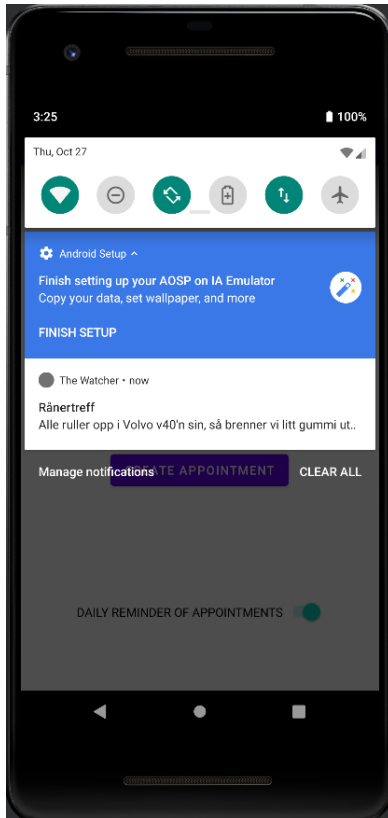 3:25 100%
Thu, Oct 27
Android Setup
Finish setting up your AOSP on IA Emulator
Copy your data, set wallpaper, and more
FINISH SETUP
The Watcher • now
Rånertreff
Alle ruller opp i Volvo v40'n sin, så brenner vi litt gummi ut..
Manage notifications CLEAR ALL
CREATE APPOINTMENT
DAILY REMINDER OF APPOINTMENTS